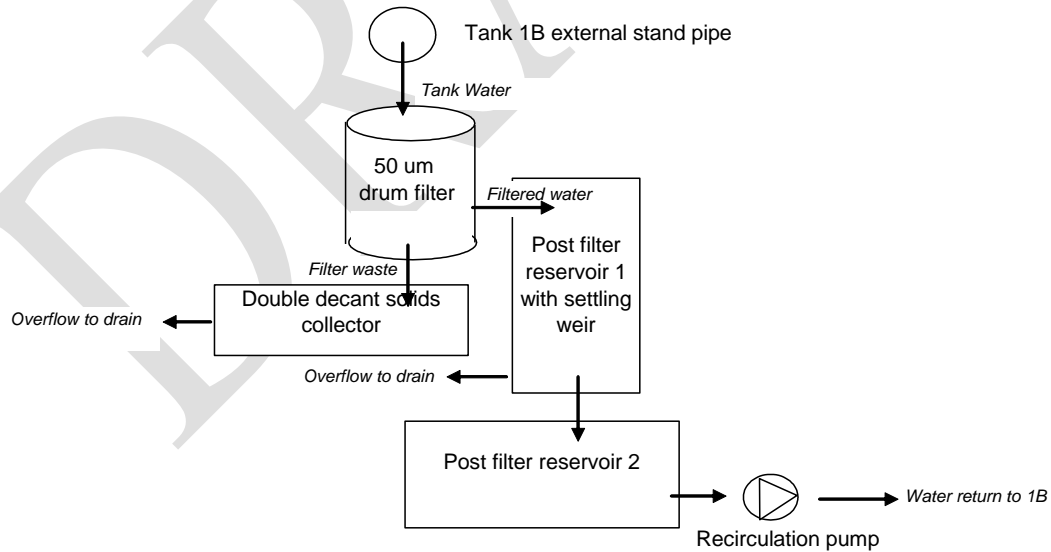 Tank 1B external stand pipe
Tank Water
50 um
drum filter
Filtered water
Post filter
reservoir 1
with settling
weir
Filter waste
Double decant solids
collector
Overflow to drain
Overflow to drain
Post filter reservoir 2
Water return to 1B
Recirculation pump